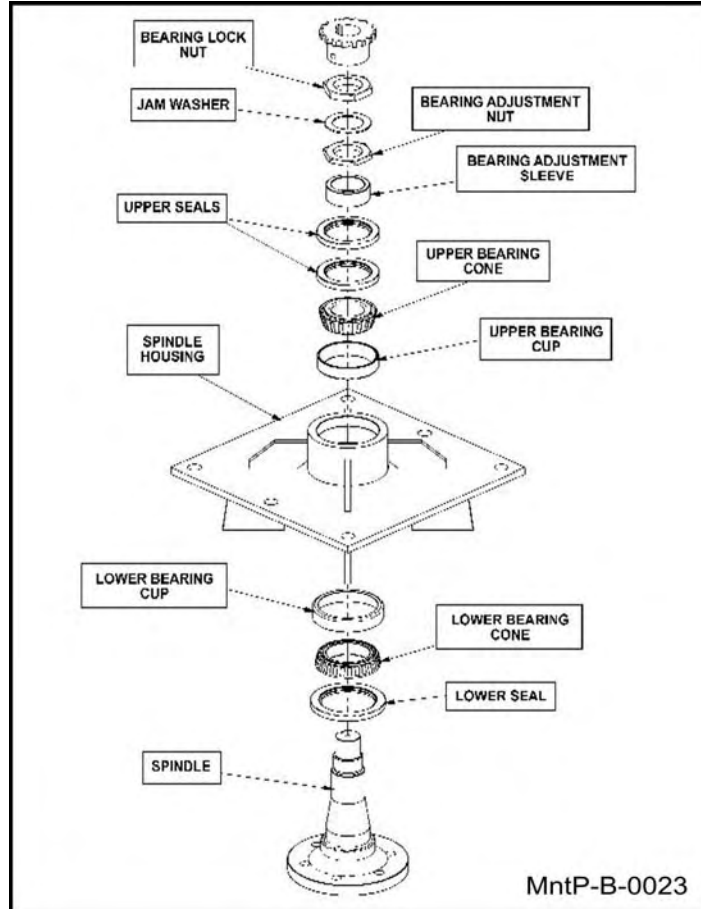 BEARING LOCK
NUT
JAM WASHER
BEARING ADJUSTMENT
NUT
BEARING ADJUSTMENT
SLEEVE
UPPER SEALS
UPPER BEARING
CONE
UPPER BEARING
CUP
SPINDLE
HOUSING
LOWER BEARING
CUP
LOWER BEARING
CONE
LOWER SEAL
SPINDLE
MntP-B-0023